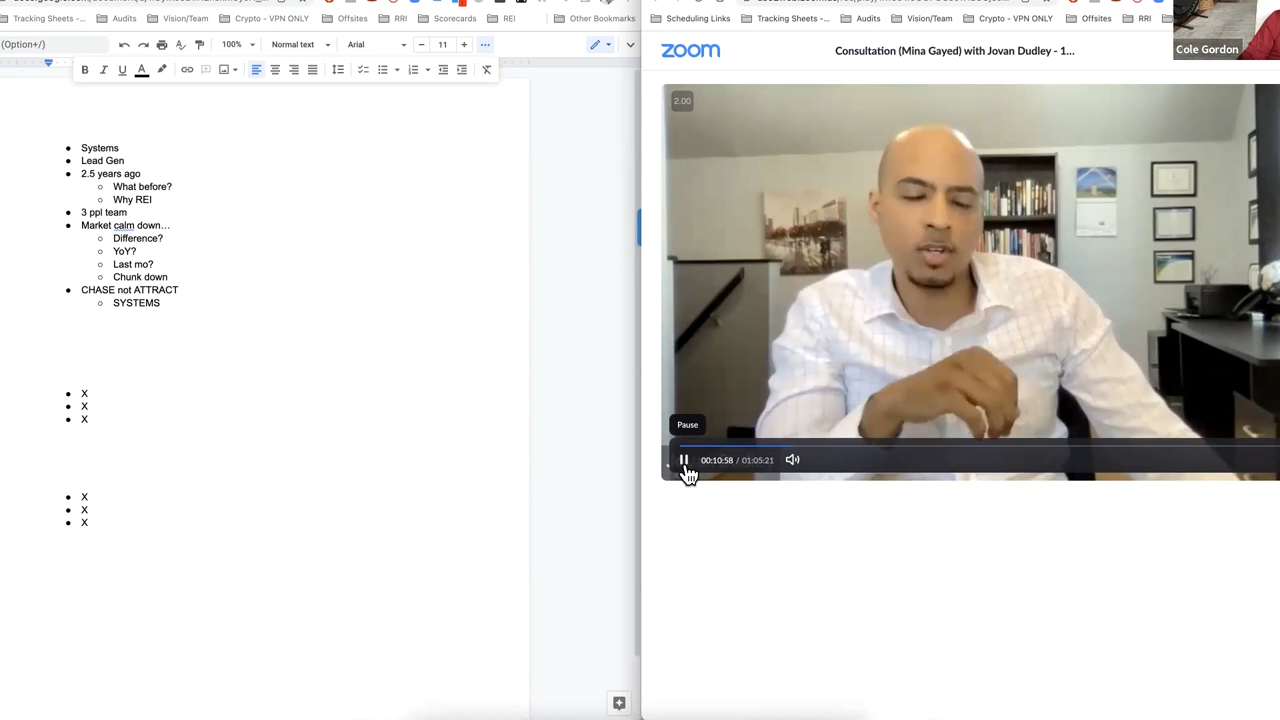 Tracking Sheets -...
Audits
Vision/Team
Crypto - VPN ONLY
Offsites
RRI
Scorecards
REI
Other Bookmarks
(Option+/)
100%
Normal text
Arial
11
B I U A
Systems
Lead Gen
2.5 years ago
What before?
Why REI
3 ppl team
Market calm down…
Difference?
YoY?
Last mo?
Chunk down
CHASE not ATTRACT
SYSTEMS
X
X
X
X
X
X
Scheduling Links
Tracking Sheets -...
Audits
Vision/Team
Crypto - VPN ONLY
Offsites
RRI
Cole Gordon
zoom
Consultation (Mina Gayed) with Jovan Dudley - 1...
2.00
Pause
00:10:58 / 01:05:21